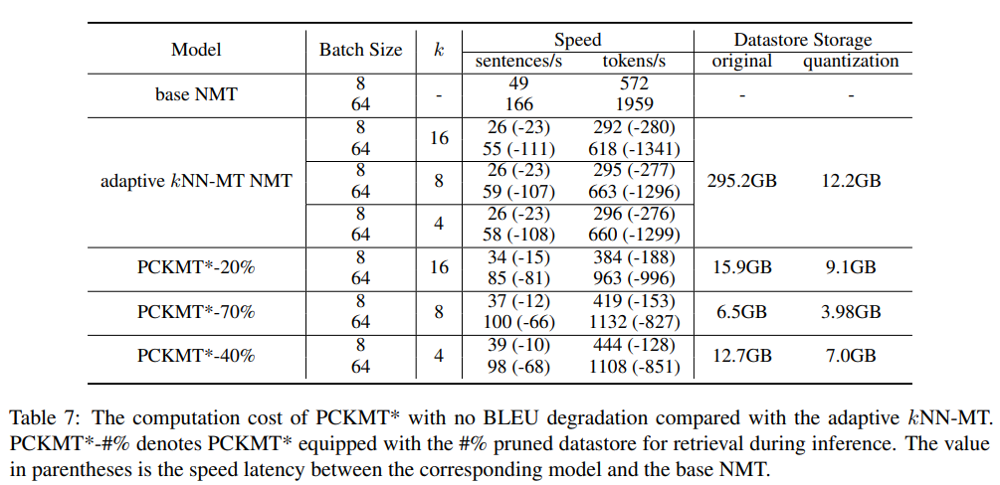 Model Batch Size k Speed Datastore Storage
sentences/s tokens/s original quantization
base NMT 8 - 49 572 - -
64 166 1959
adaptive kNN-MT NMT 8 16 26 (-23) 292 (-280) 295.2GB 12.2GB
64 55 (-111) 618 (-1341)
8 8 26 (-23) 295 (-277)
64 59 (-107) 663 (-1296)
8 4 26 (-23) 296 (-276)
64 58 (-108) 660 (-1299)
PCKMT*-20% 8 16 34 (-15) 384 (-188) 15.9GB 9.1GB
64 85 (-81) 963 (-996)
PCKMT*-70% 8 8 37 (-12) 419 (-153) 6.5GB 3.98GB
64 100 (-66) 1132 (-827)
PCKMT*-40% 8 4 39 (-10) 444 (-128) 12.7GB 7.0GB
64 98 (-68) 1108 (-851)
Table 7: The computation cost of PCKMT* with no BLEU degradation compared with the adaptive kNN-MT.
PCKMT*-#% denotes PCKMT* equipped with the #% pruned datastore for retrieval during inference. The value
in parentheses is the speed latency between the corresponding model and the base NMT.